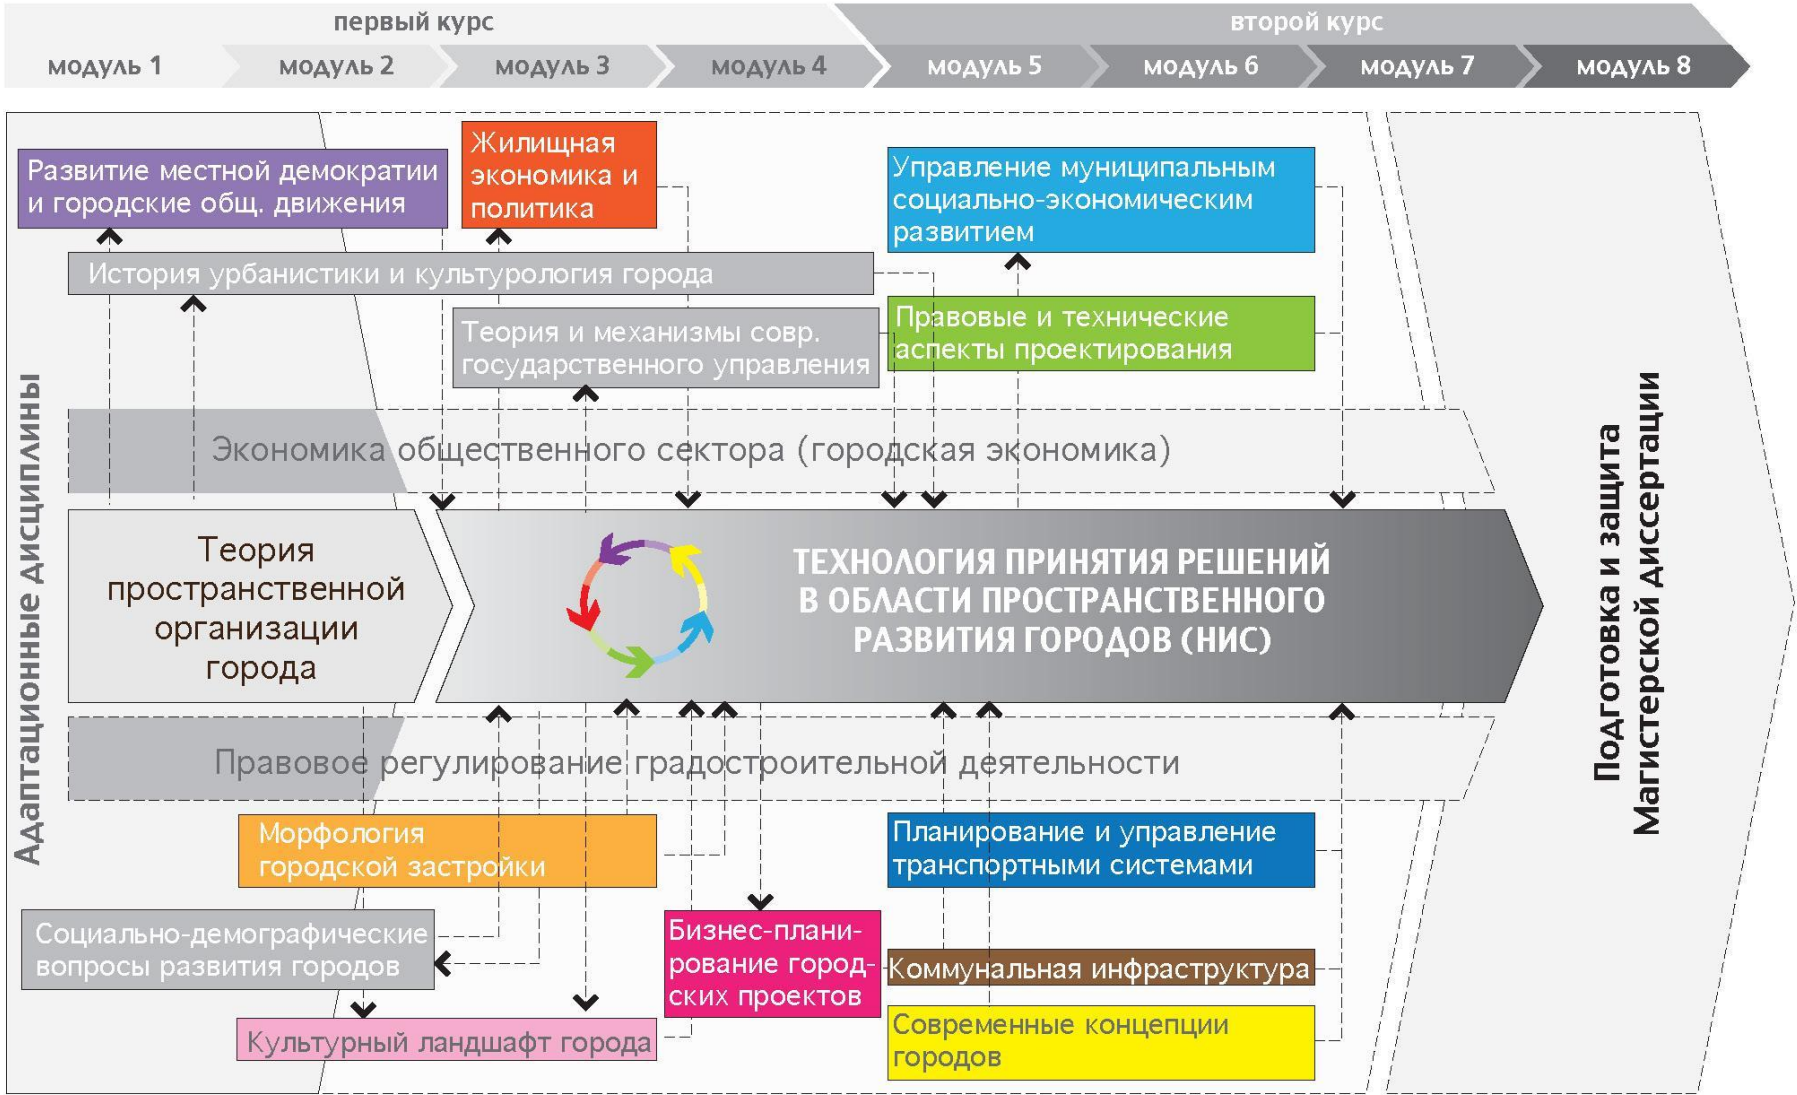 первый курс
второй курс
модуль 1
модуль 2
модуль 3
модуль 4
модуль 5
модуль 6
модуль 7
модуль 8
Адаптационные дисциплины
Развитие местной демократии
и городские общ. движения
Жилищная
экономика и
политика
Управление муниципальным
социально-экономическим
развитием
История урбанистики и культурология города
Теория и механизмы совр.
государственного управления
Правовые и технические
аспекты проектирования
Экономика общественного сектора (городская экономика)
Теория
пространственной
организации
города
ТЕХНОЛОГИЯ ПРИНЯТИЯ РЕШЕНИЙ
В ОБЛАСТИ ПРОСТРАНСТВЕННОГО
РАЗВИТИЯ ГОРОДОВ (НИС)
Правовое регулирование градостроительной деятельности
Морфология
городской застройки
Планирование и управление
транспортными системами
Социально-демографические
вопросы развития городов
Бизнес-плани-
рование город-
ских проектов
Коммунальная инфраструктура
Культурный ландшафт города
Современные концепции
городов
Подготовка и защита
Магистерской диссертации